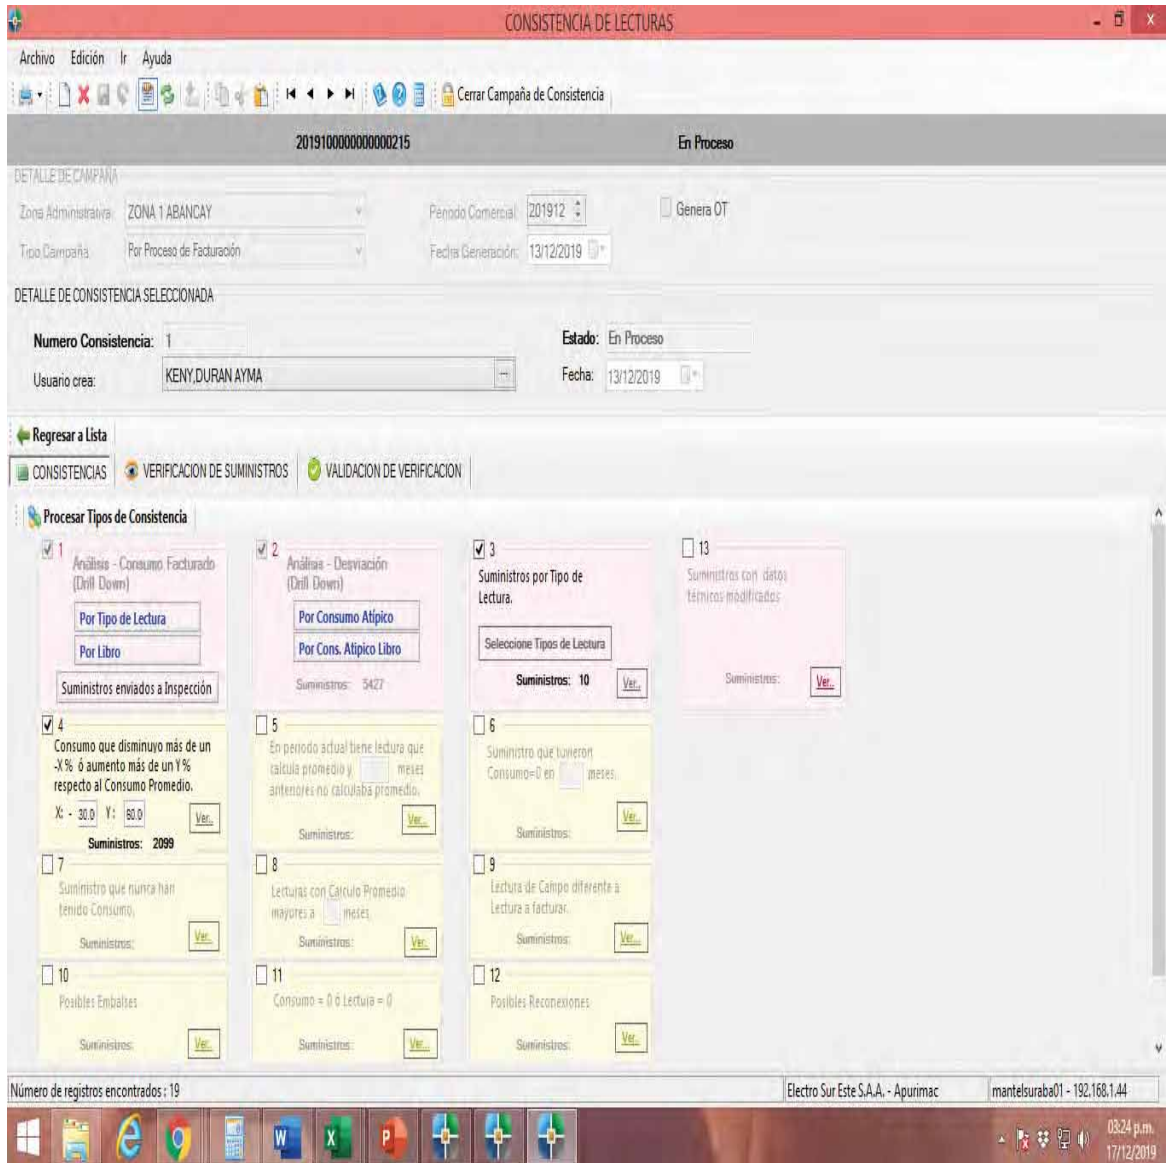 CONSISTENCIA DE LECTURAS
Archivo Edición Ir Ayuda
Cerrar Campaña de Consistencia
2019100000000000215 En Proceso
DETALLE DE CAMPAÑA
Zona Administrativa: ZONA 1 ABANCAY Periodo Comercial: 201912 Genera OT
Tipo Campaña: Por Proceso de Facturación Fecha Generación: 13/12/2019
DETALLE DE CONSISTENCIA SELECCIONADA
Numero Consistencia: 1 Estado: En Proceso
Usuario crea: KENY,DURAN AYMA Fecha: 13/12/2019
Regresar a Lista
CONSISTENCIAS VERIFICACION DE SUMINISTROS VALIDACION DE VERIFICACION
Procesar Tipos de Consistencia
1
Análisis - Consumo Facturado
(Drill Down)
Por Tipo de Lectura
Por Libro
Suministros enviados a Inspección
2
Análisis - Desviación
(Drill Down)
Por Consumo Atípico
Por Cons. Atipico Libro
Suministros: 5427
3
Suministros por Tipo de
Lectura.
Seleccione Tipos de Lectura
Suministros: 10 Ver..
13
Suministros con datos
técnicos modificados
Suministros: Ver..
4
Consumo que disminuyo más de un
-X % ó aumento más de un Y %
respecto al Consumo Promedio.
X: - 30.0 Y: 60.0 Ver..
Suministros: 2099
5
En periodo actual tiene lectura que
calcula promedio y meses
anteriores no calculaba promedio.
Suministros: Ver..
6
Suministro que tuvieron
Consumo=0 en meses.
Suministros: Ver..
7
Suministro que nunca han
tenido Consumo.
Suministros: Ver..
8
Lecturas con Calculo Promedio
mayores a meses
Suministros: Ver..
9
Lectura de Campo diferente a
Lectura a facturar.
Suministros: Ver..
10
Posibles Embalses
Suministros: Ver..
11
Consumo = 0 ó Lectura = 0
Suministros: Ver..
12
Posibles Reconexiones
Suministros: Ver..
Número de registros encontrados : 19 Electro Sur Este S.A.A. - Apurimac mantelsuraba01 - 192.168.1.44
03:24 p.m.
17/12/2019